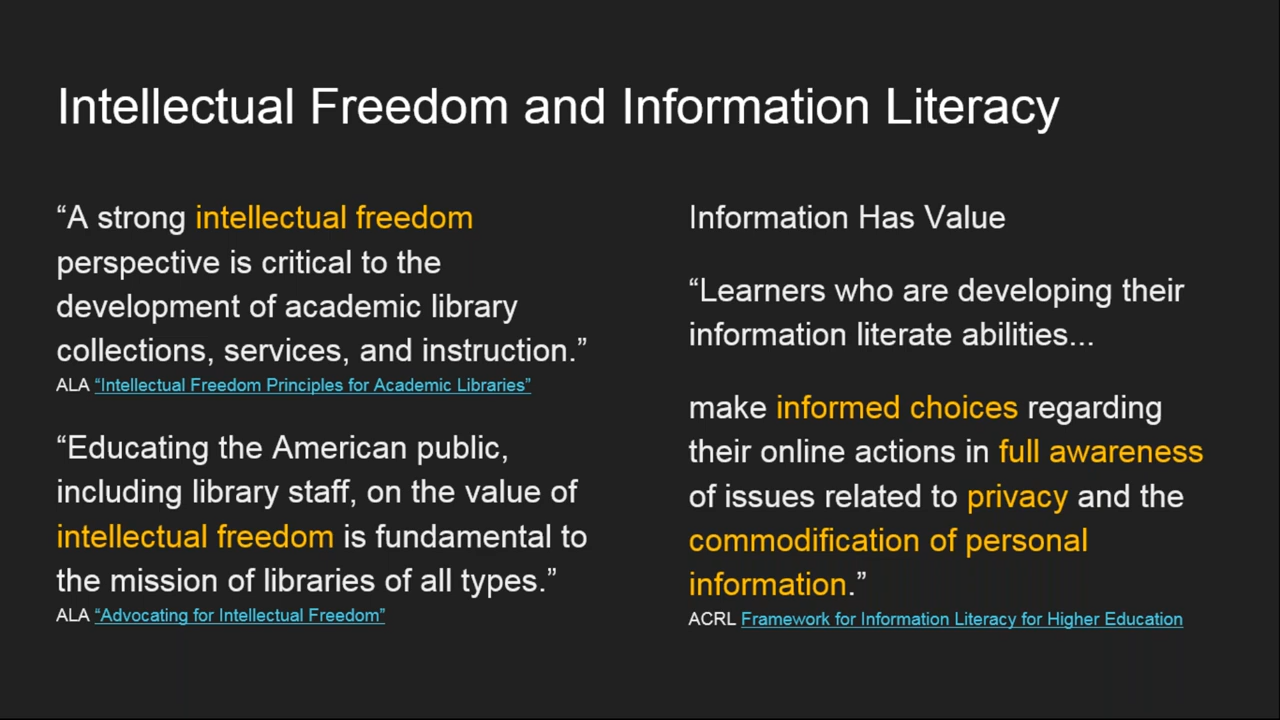 Intellectual Freedom and Information Literacy
“A strong intellectual freedom
perspective is critical to the
development of academic library
collections, services, and instruction.”
ALA “Intellectual Freedom Principles for Academic Libraries”
“Educating the American public,
including library staff, on the value of
intellectual freedom is fundamental to
the mission of libraries of all types.”
ALA “Advocating for Intellectual Freedom”
Information Has Value
“Learners who are developing their
information literate abilities...
make informed choices regarding
their online actions in full awareness
of issues related to privacy and the
commodification of personal
information.”
ACRL Framework for Information Literacy for Higher Education